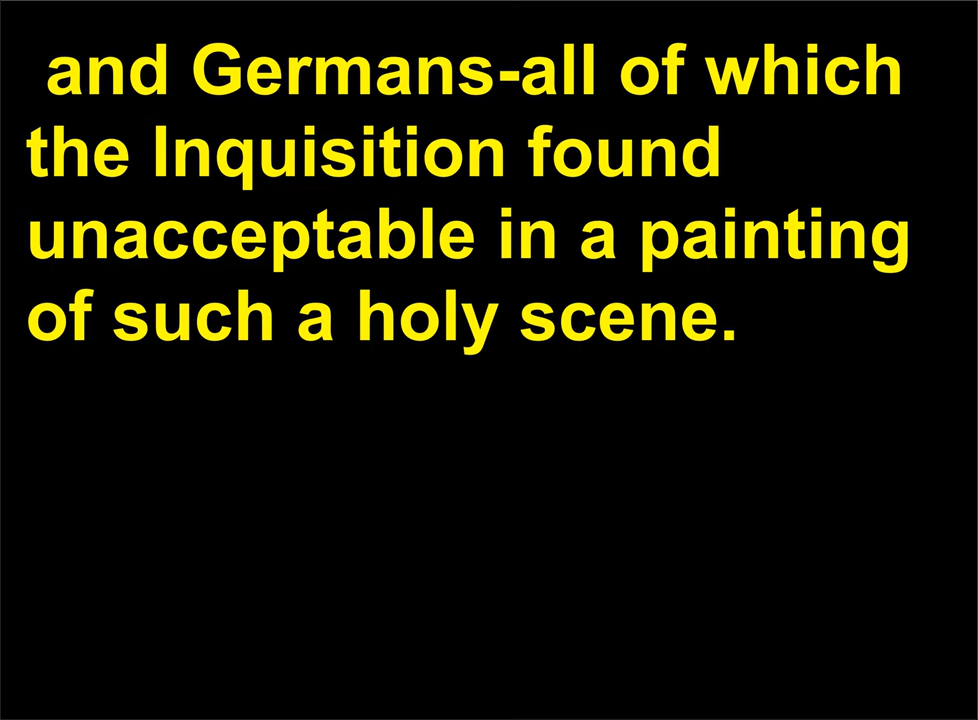 and Germans-all of which
the Inquisition found
unacceptable in a painting
of such a holy scene.